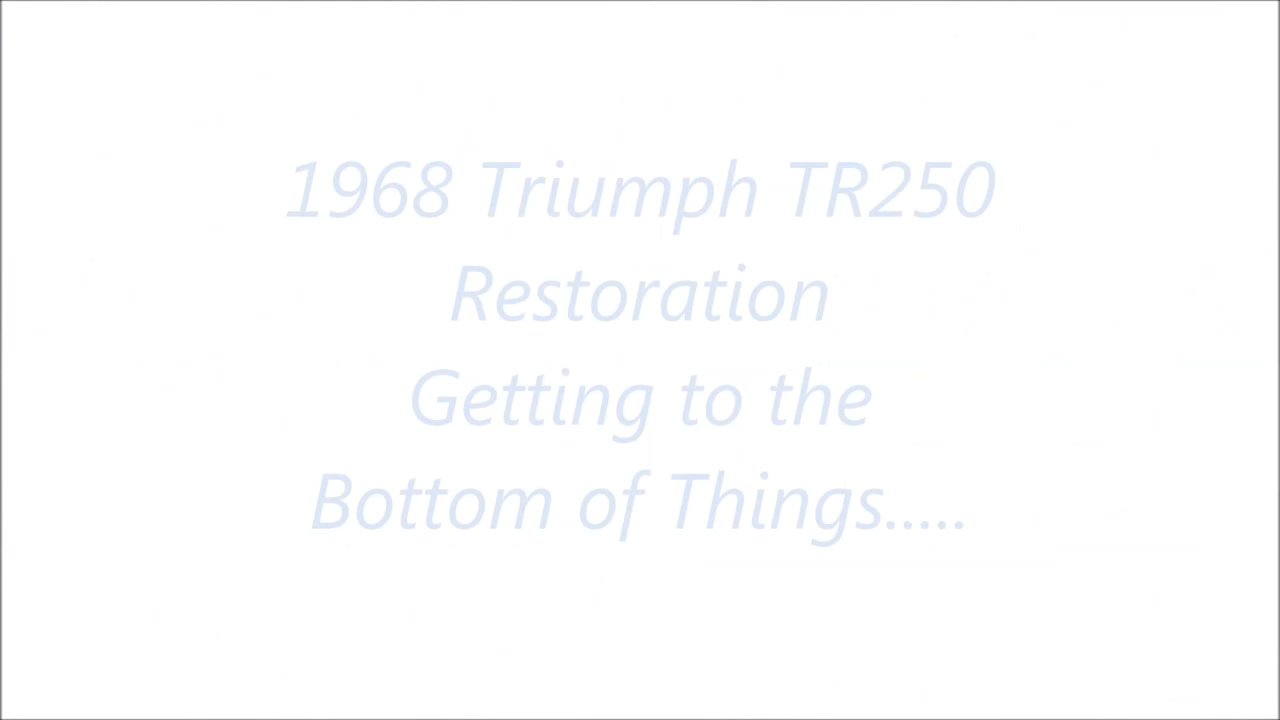 1968 Triumph TR250
Restoration
Getting to the
Bottom of Things.....